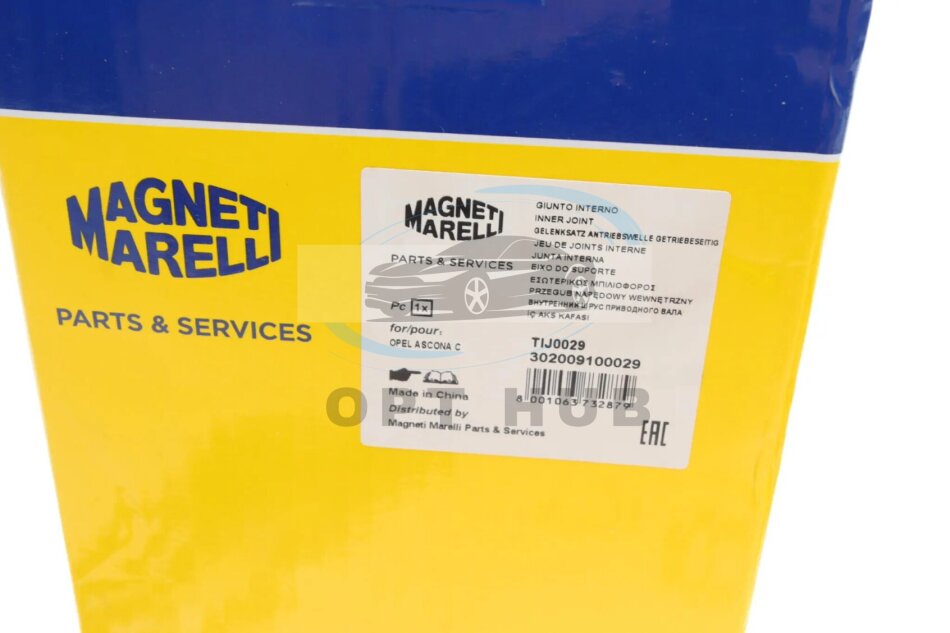 MAGNETI
MARELLI
PARTS & SERVICES
MAGNETI
MARELLI
PARTS & SERVICES
Pc 1x
for/pour:
OPEL ASCONA C
Made in China
Distributed by
Magneti Marelli Parts & Services
GIUNTO INTERNO
INNER JOINT
GELENKSATZ ANTRIEBSWELLE GETRIEBESEITIG
JEU DE JOINTS INTERNE
JUNTA INTERNA
EIXO DO SUPORTE
ΕΣΩΤΕΡΙΚΟΣ ΜΠΙΛΙΟΦΟΡΟΣ
PRZEGUB NAPĘDOWY WEWNĘTRZNY
ВНУТРЕННИЙ ШРУС ПРИВОДНОГО ВАЛА
İÇ AKS KAFASI
TIJ0029
302009100029
8 001063 732879
EAC
OPT HUB